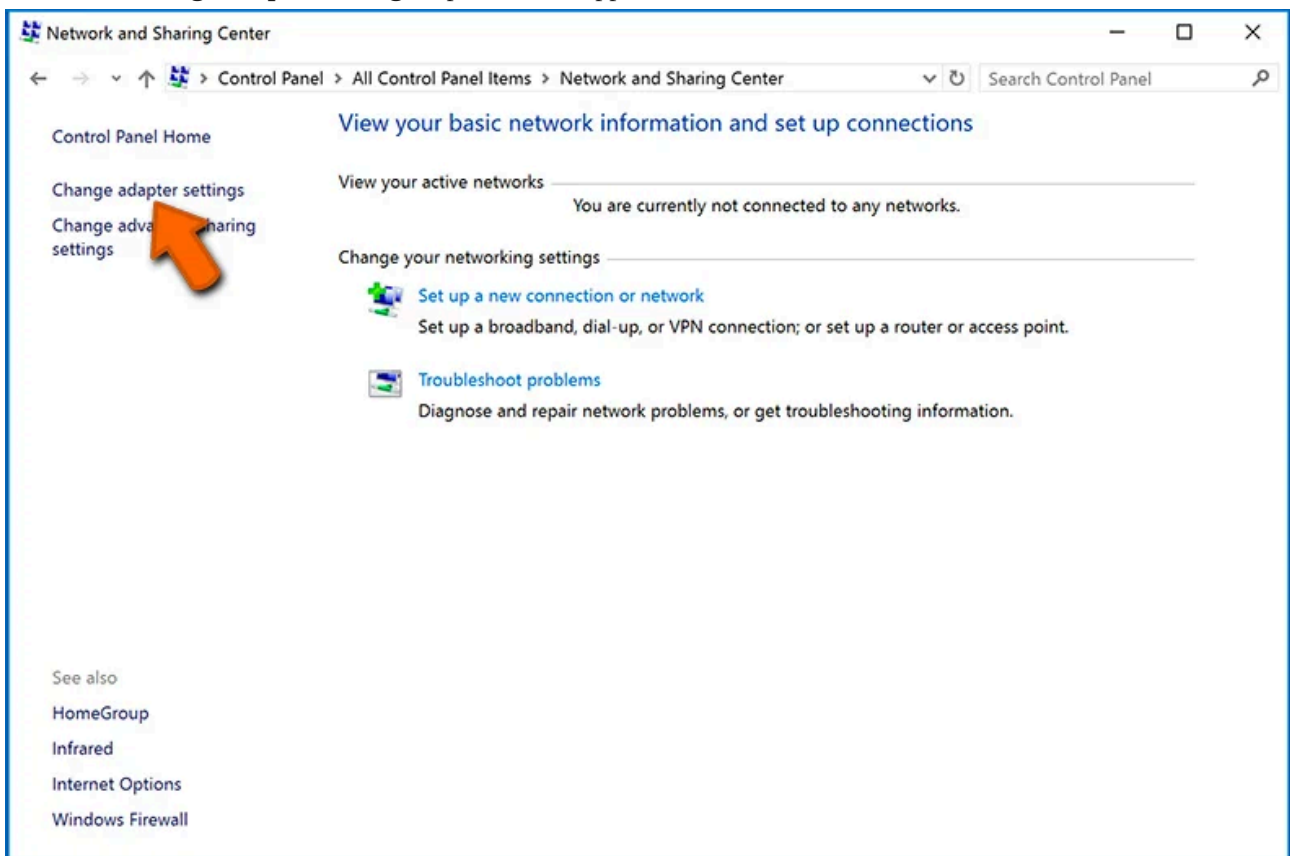 Network and Sharing Center
Control Panel > All Control Panel Items > Network and Sharing Center
Search Control Panel
Control Panel Home
Change adapter settings
Change adva haring
settings
View your basic network information and set up connections
View your active networks
You are currently not connected to any networks.
Change your networking settings
Set up a new connection or network
Set up a broadband, dial-up, or VPN connection; or set up a router or access point.
Troubleshoot problems
Diagnose and repair network problems, or get troubleshooting information.
See also
HomeGroup
Infrared
Internet Options
Windows Firewall